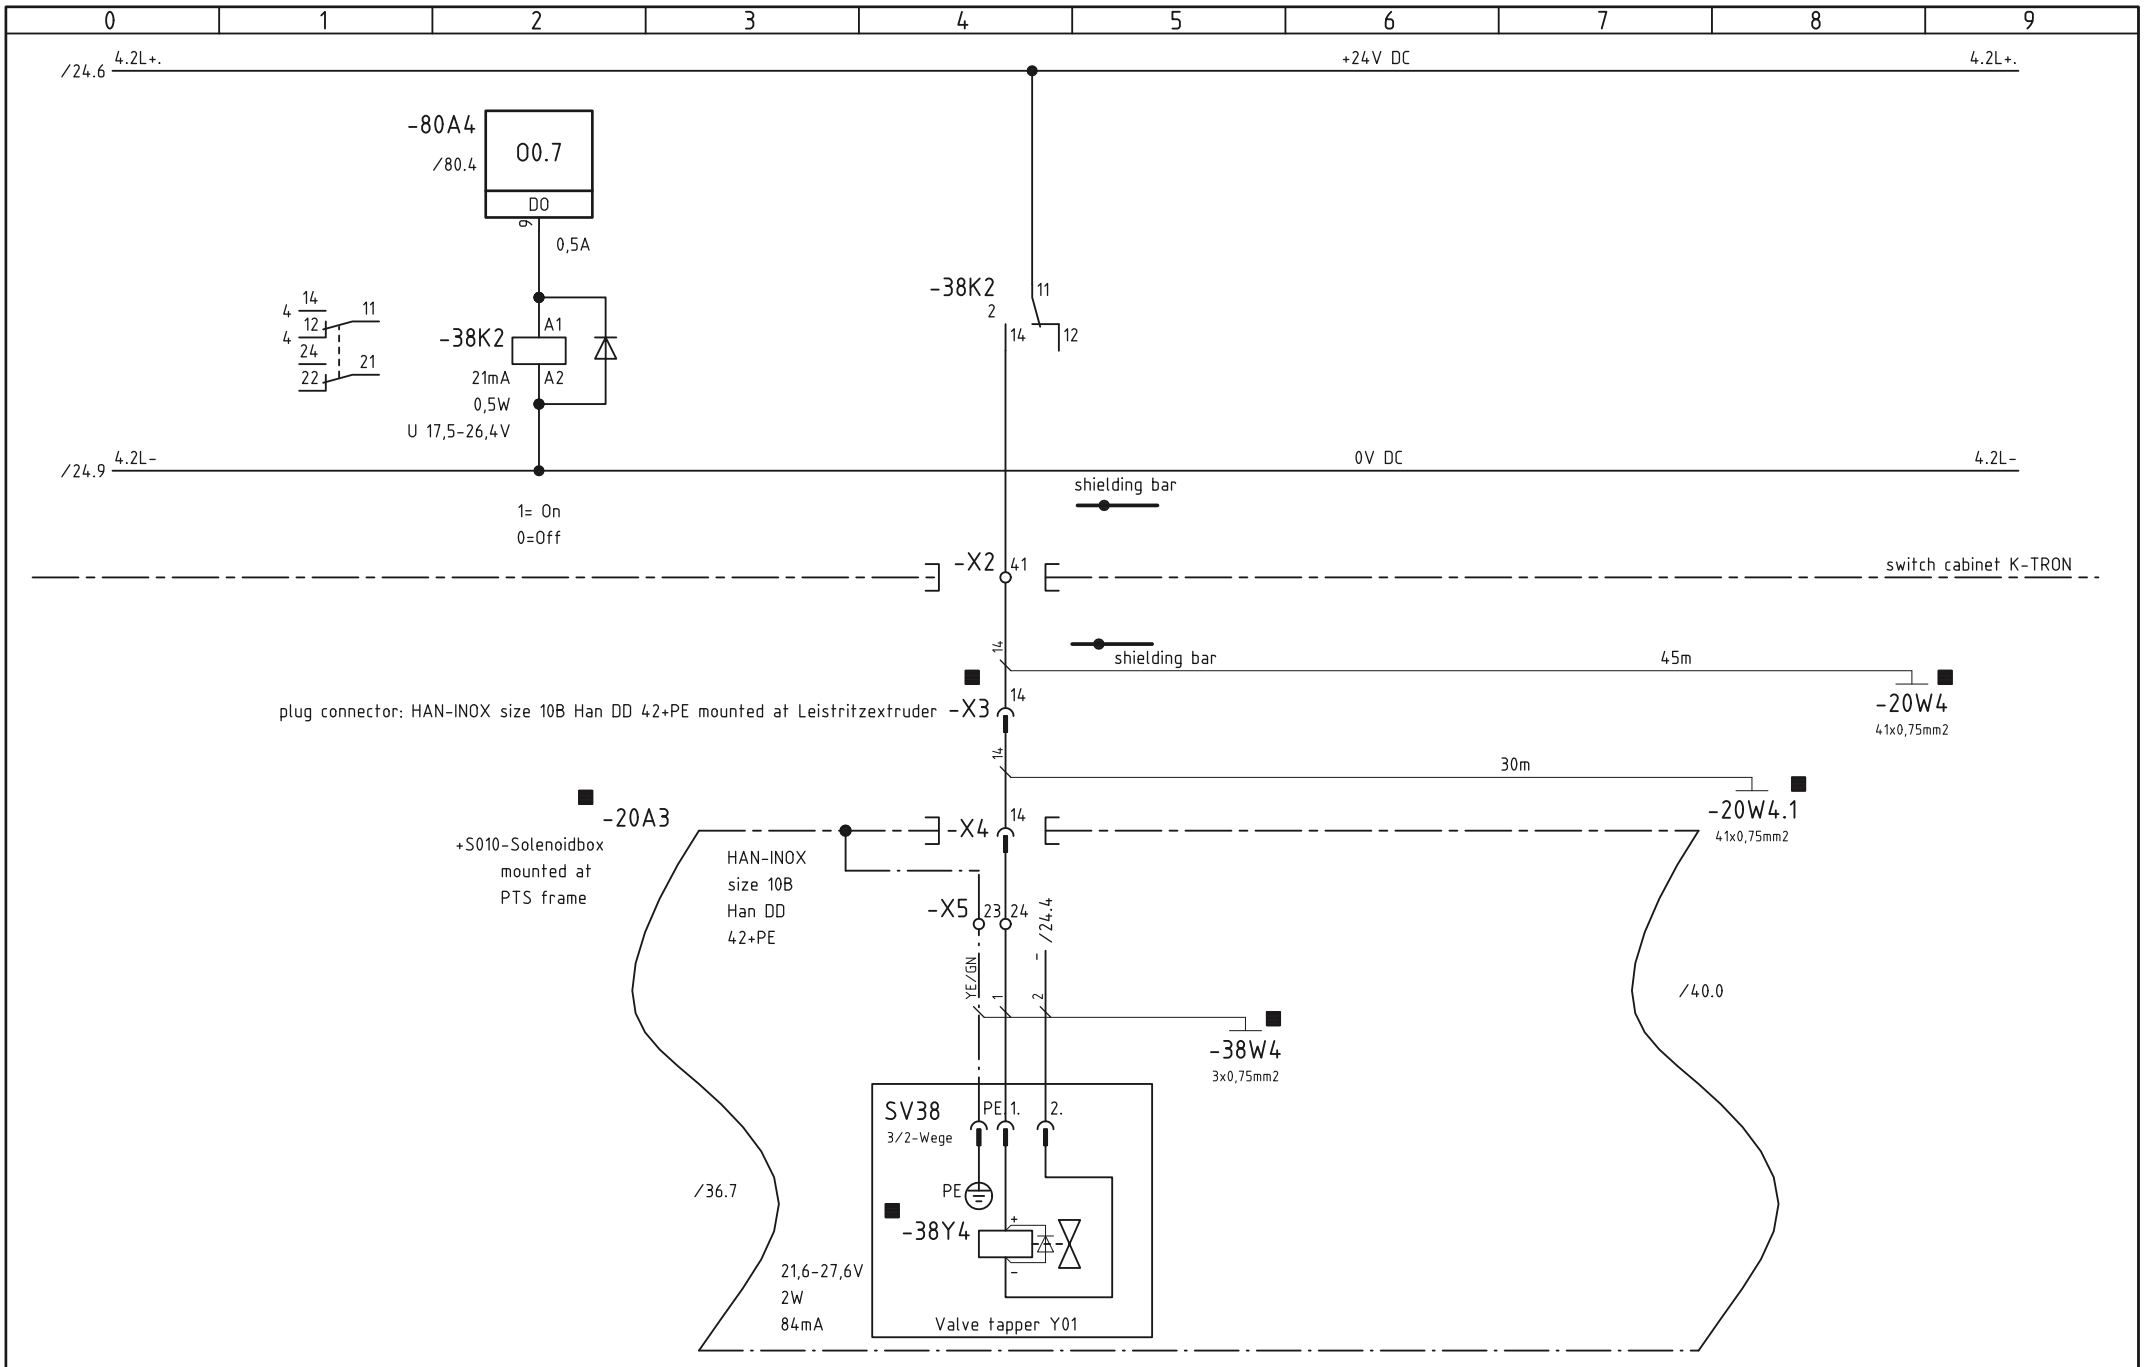 0 1 2 3 4 5 6 7 8 9
4.2L+. +24V DC 4.2L+.
/24.6
-80A4
O0.7
/80.4
DO
9
0,5A
-38K2 11
2
14 12
14 11
4
12
4
24
21
22
-38K2 A1
21mA A2
0,5W
U 17,5-26,4V
4.2L- 0V DC 4.2L-
/24.9
shielding bar
1= On
0=Off
-X2 41 switch cabinet K-TRON
14
shielding bar 45m
14
plug connector: HAN-INOX size 10B Han DD 42+PE mounted at Leistritzextruder -X3
-20W4
41x0,75mm2
14
30m
-20A3
-20W4.1
41x0,75mm2
-X4 14
+S010-Solenoidbox
mounted at
PTS frame
HAN-INOX
size 10B
Han DD
42+PE
-X5 23 24
- /24.4
YE/GN 1 2
/40.0
-38W4
3x0,75mm2
SV38 PE 1. 2.
3/2-Wege
/36.7
PE
-38Y4
+
-
21,6-27,6V
2W
84mA
Valve tapper Y01